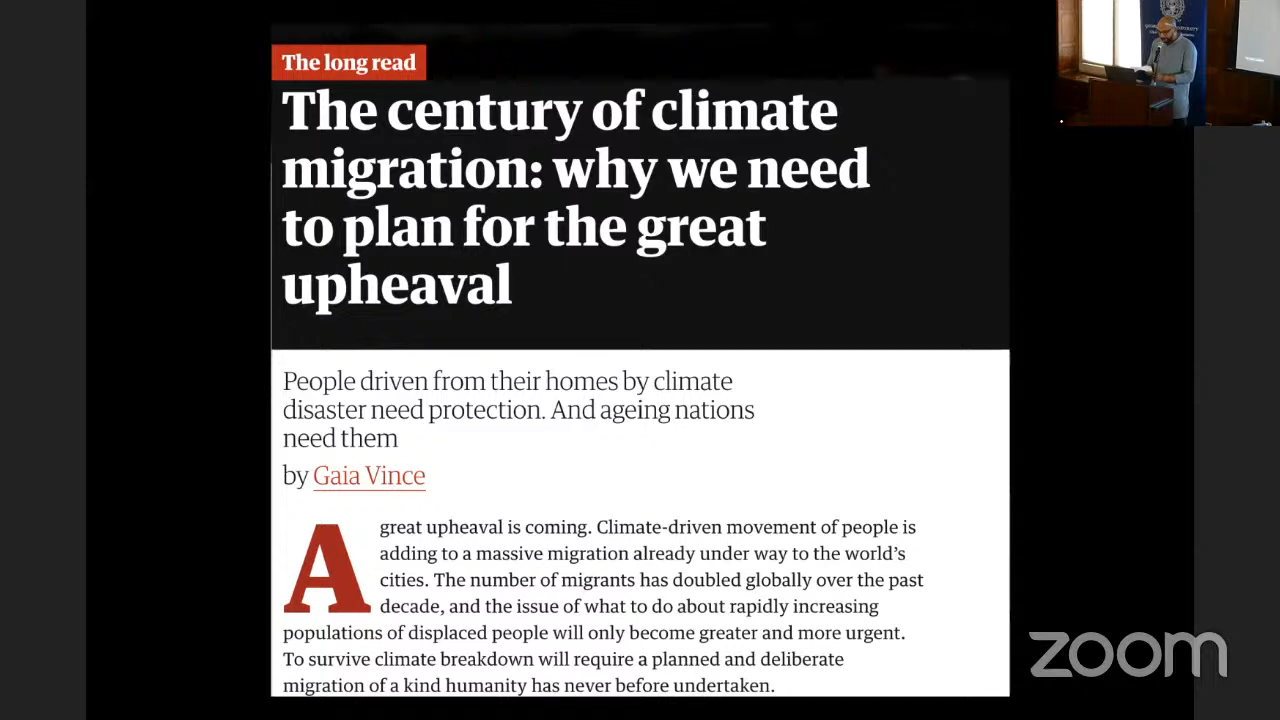 The long read
The century of climate
migration: why we need
to plan for the great
upheaval
People driven from their homes by climate
disaster need protection. And ageing nations
need them
by Gaia Vince
A great upheaval is coming. Climate-driven movement of people is
adding to a massive migration already under way to the world’s
cities. The number of migrants has doubled globally over the past
decade, and the issue of what to do about rapidly increasing
populations of displaced people will only become greater and more urgent.
To survive climate breakdown will require a planned and deliberate
migration of a kind humanity has never before undertaken.
zoom